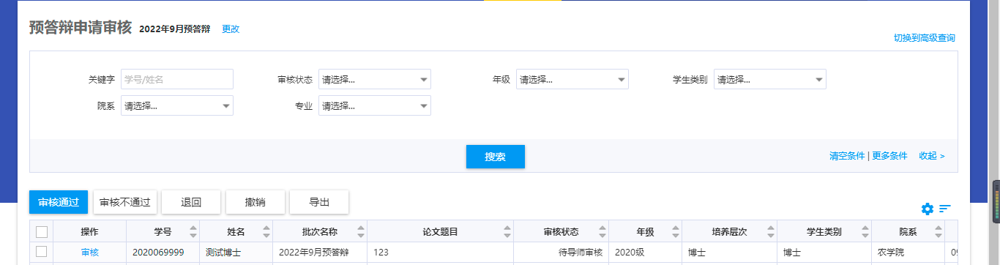 预答辩申请审核 2022年9月预答辩 更改
切换到高级查询
关键字 学号/姓名 审核状态 请选择... 年级 请选择... 学生类别 请选择...
院系 请选择... 专业 请选择...
搜索 清空条件 | 更多条件 收起 >
审核通过 审核不通过 退回 撤销 导出
操作 学号 姓名 批次名称 论文题目 审核状态 年级 培养层次 学生类别 院系
审核 2020069999 测试博士 2022年9月预答辩 123 待导师审核 2020级 博士 博士 农学院